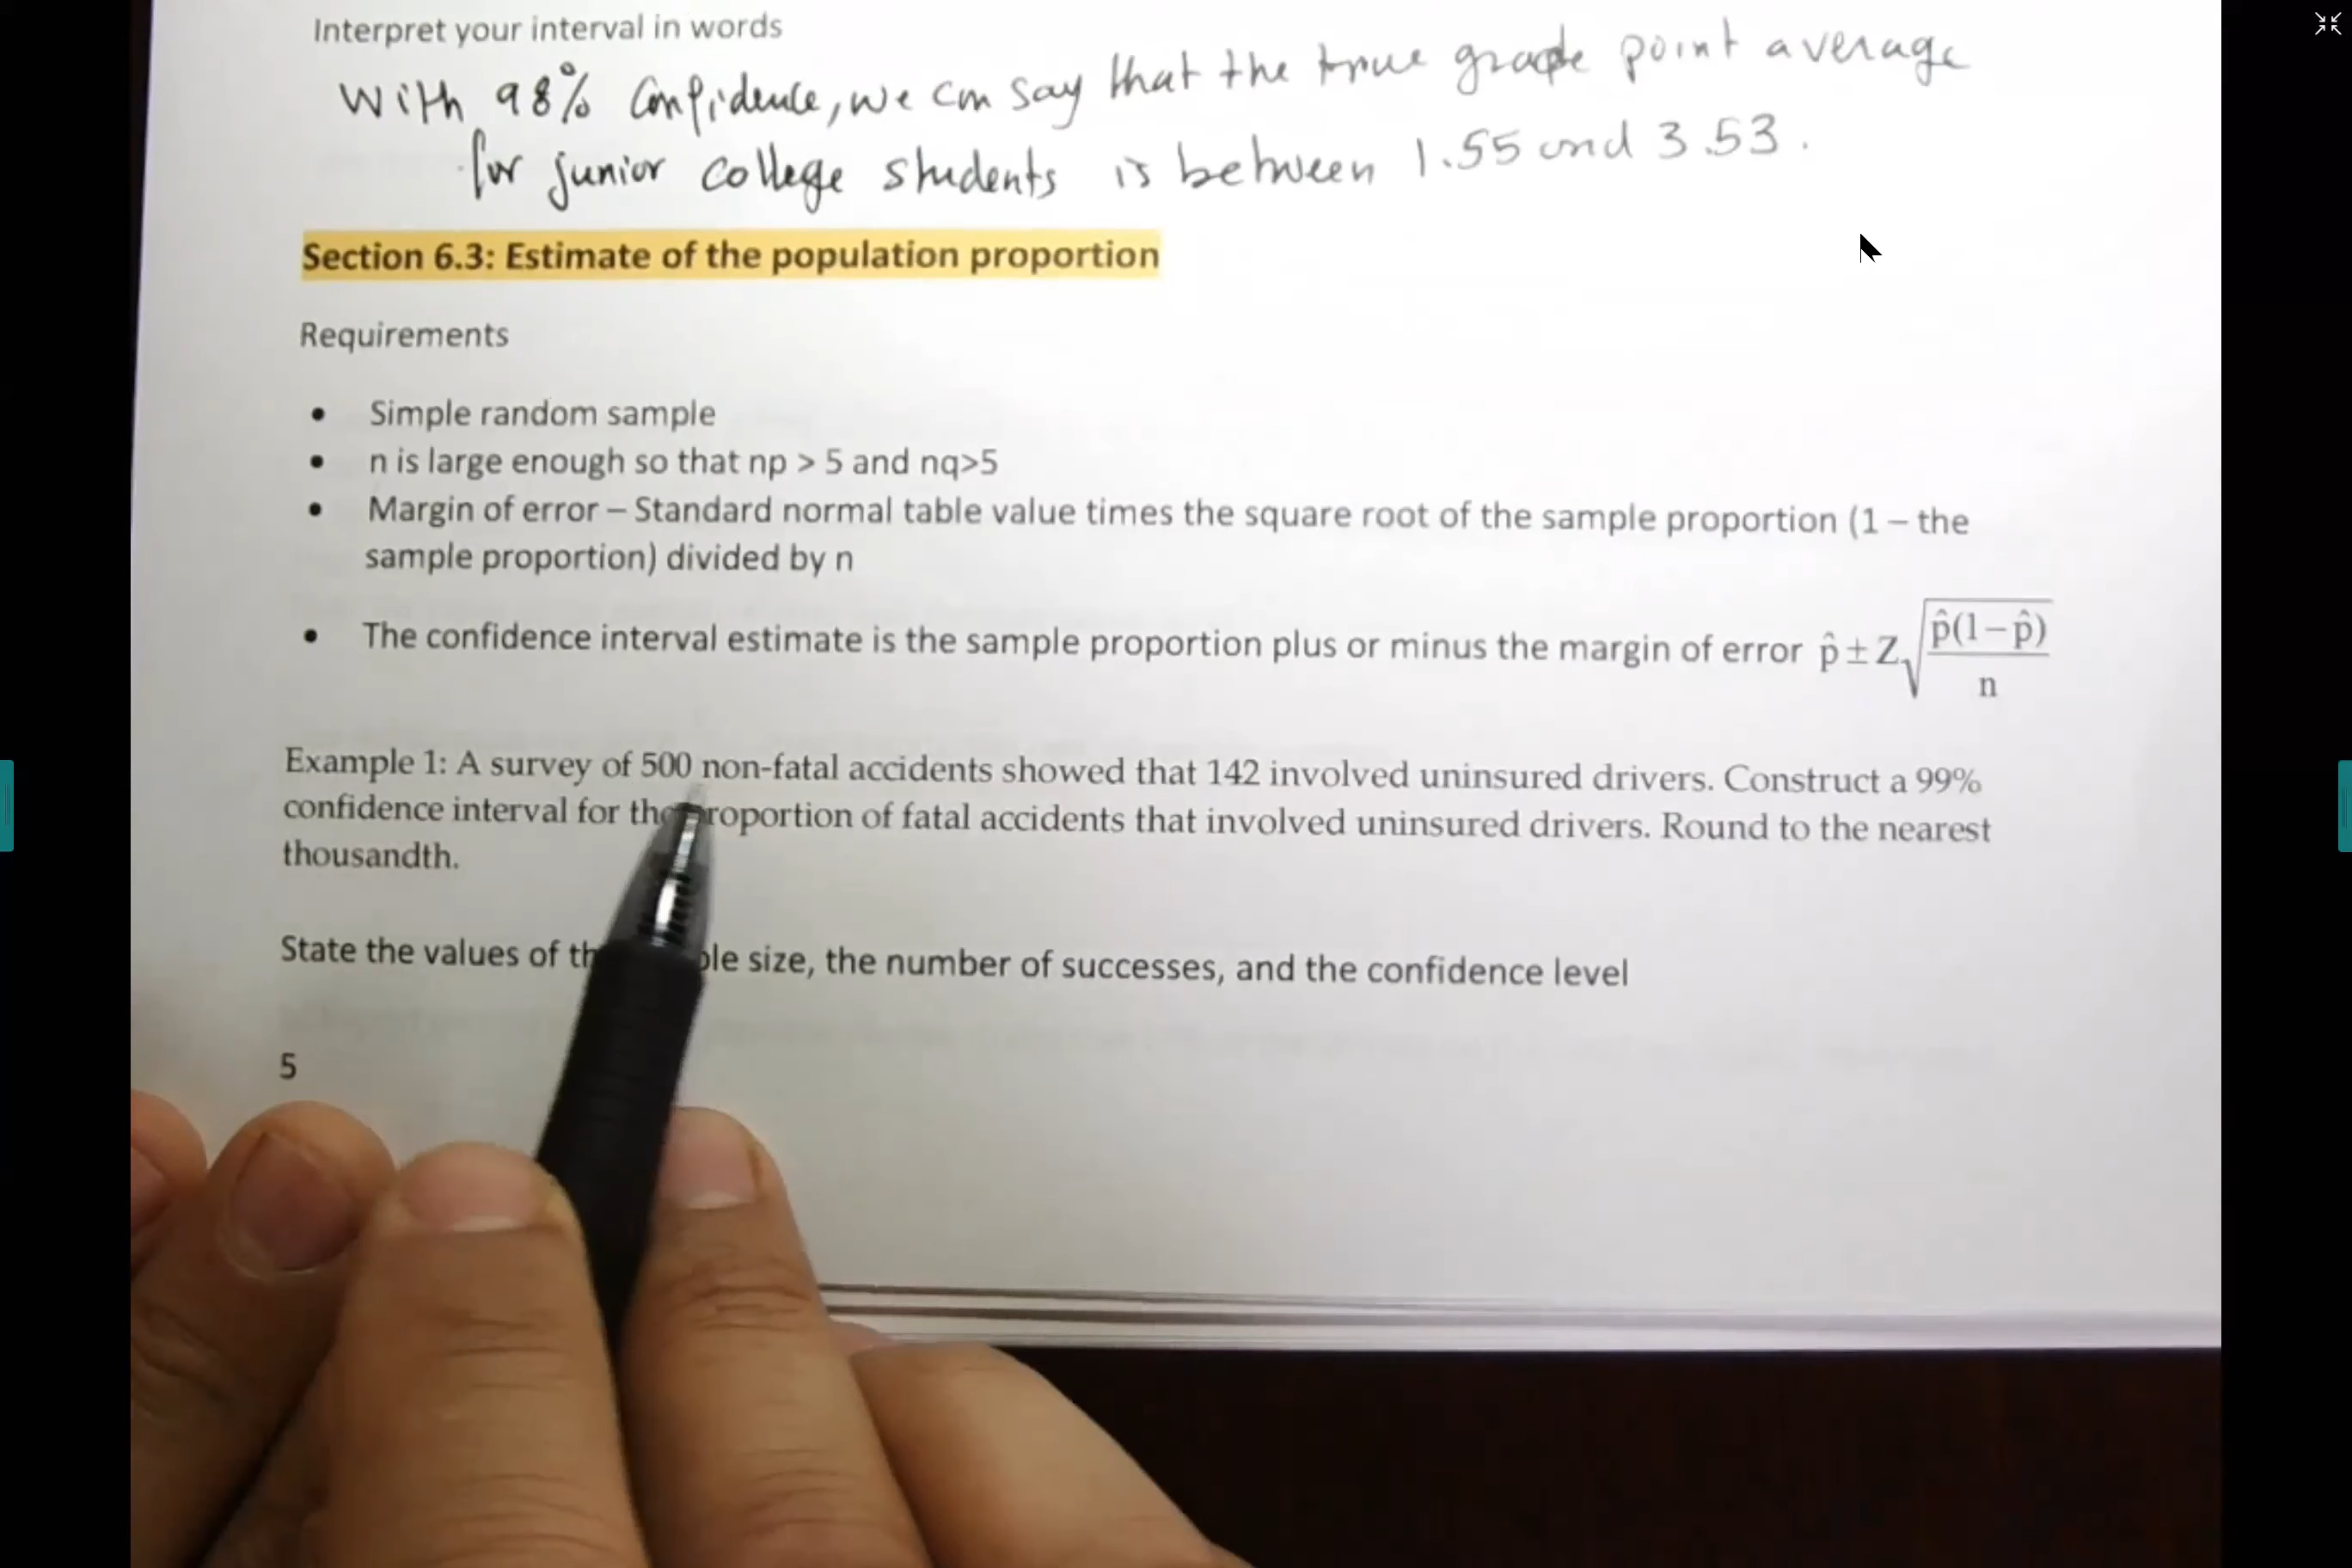 Interpret your interval in words
With 98% Confidence, we can say that the true grade point average
for junior college students is between 1.55 and 3.53.
Section 6.3: Estimate of the population proportion
Requirements
• Simple random sample
• n is large enough so that np > 5 and nq>5
• Margin of error – Standard normal table value times the square root of the sample proportion (1 – the
sample proportion) divided by n
• The confidence interval estimate is the sample proportion plus or minus the margin of error p̂ ± Z√(p̂(1−p̂)/n)
Example 1: A survey of 500 non-fatal accidents showed that 142 involved uninsured drivers. Construct a 99%
confidence interval for the proportion of fatal accidents that involved uninsured drivers. Round to the nearest
thousandth.
State the values of size, the number of successes, and the confidence level
5